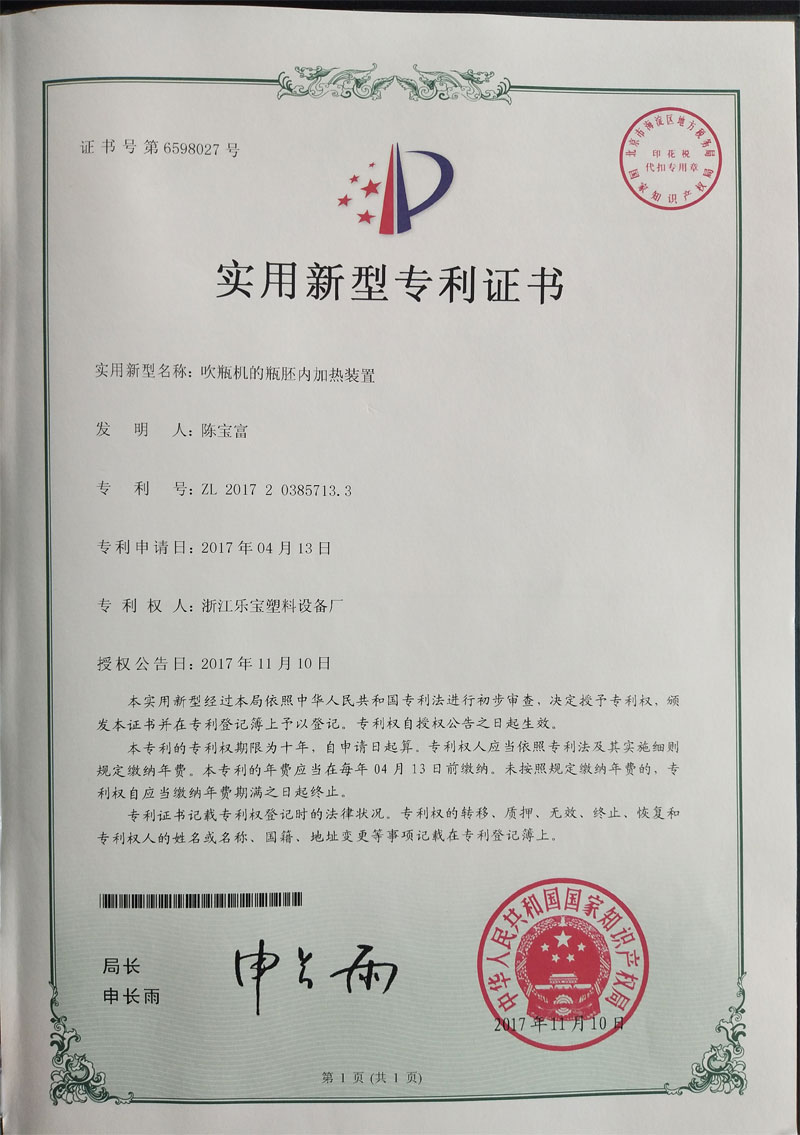 证书号第6598027号
北京市海淀区地方税务局
印花税
代扣专用章
国家知识产权局
实用新型专利证书
实用新型名称：吹瓶机的瓶胚内加热装置
发明人：陈宝富
专利号：ZL 2017 2 0385713.3
专利申请日：2017年04月13日
专利权人：浙江乐宝塑料设备厂
授权公告日：2017年11月10日
本实用新型经过本局依照中华人民共和国专利法进行初步审查，决定授予专利权，颁
发本证书并在专利登记簿上予以登记。专利权自授权公告之日起生效。
本专利的专利权期限为十年，自申请日起算。专利权人应当依照专利法及其实施细则
规定缴纳年费。本专利的年费应当在每年04月13日前缴纳。未按照规定缴纳年费的，专
利权自应当缴纳年费期满之日起终止。
专利证书记载专利权登记时的法律状况。专利权的转移、质押、无效、终止、恢复和
专利权人的姓名或名称、国籍、地址变更等事项记载在专利登记簿上。
局长
申长雨
申长雨
中华人民共和国国家知识产权局
2017年11月10日
第1页(共1页)